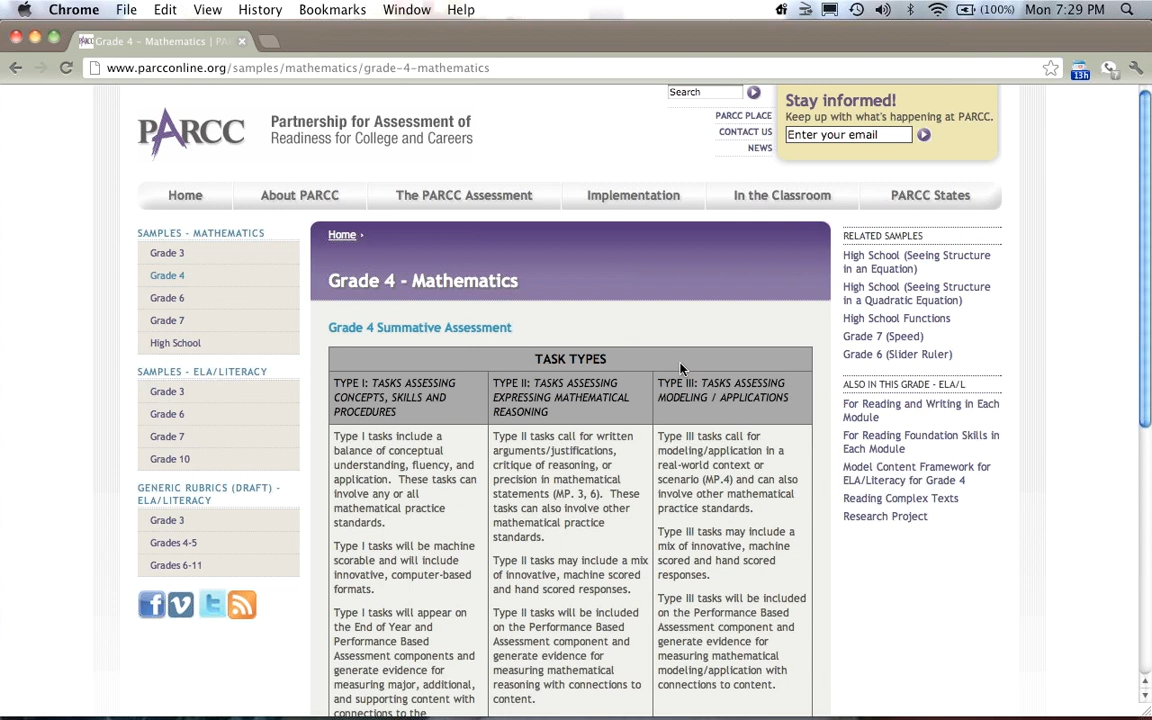 Chrome File Edit View History Bookmarks Window Help (100%) Mon 7:29 PM
PARCC Grade 4 – Mathematics | PA
www.parcconline.org/samples/mathematics/grade-4-mathematics
13h
PARCC
Partnership for Assessment of
Readiness for College and Careers
Search
PARCC PLACE
CONTACT US
NEWS
Stay informed!
Keep up with what's happening at PARCC.
Enter your email
Home About PARCC The PARCC Assessment Implementation In the Classroom PARCC States
SAMPLES - MATHEMATICS
Grade 3
Grade 4
Grade 6
Grade 7
High School
SAMPLES - ELA/LITERACY
Grade 3
Grade 6
Grade 7
Grade 10
GENERIC RUBRICS (DRAFT) -
ELA/LITERACY
Grade 3
Grades 4-5
Grades 6-11
Home
Grade 4 - Mathematics
Grade 4 Summative Assessment
TASK TYPES
TYPE I: TASKS ASSESSING
CONCEPTS, SKILLS AND
PROCEDURES
Type I tasks include a
balance of conceptual
understanding, fluency, and
application. These tasks can
involve any or all
mathematical practice
standards.
Type I tasks will be machine
scorable and will include
innovative, computer-based
formats.
Type I tasks will appear on
the End of Year and
Performance Based
Assessment components and
generate evidence for
measuring major, additional,
and supporting content with
connections to the
TYPE II: TASKS ASSESSING
EXPRESSING MATHEMATICAL
REASONING
Type II tasks call for written
arguments/justifications,
critique of reasoning, or
precision in mathematical
statements (MP. 3, 6). These
tasks can also involve other
mathematical practice
standards.
Type II tasks may include a mix
of innovative, machine scored
and hand scored responses.
Type II tasks will be included
on the Performance Based
Assessment component and
generate evidence for
measuring mathematical
reasoning with connections to
content.
TYPE III: TASKS ASSESSING
MODELING / APPLICATIONS
Type III tasks call for
modeling/application in a
real-world context or
scenario (MP.4) and can also
involve other mathematical
practice standards.
Type III tasks may include a
mix of innovative, machine
scored and hand scored
responses.
Type III tasks will be included
on the Performance Based
Assessment component and
generate evidence for
measuring mathematical
modeling/application with
connections to content.
RELATED SAMPLES
High School (Seeing Structure
in an Equation)
High School (Seeing Structure
in a Quadratic Equation)
High School Functions
Grade 7 (Speed)
Grade 6 (Slider Ruler)
ALSO IN THIS GRADE - ELA/L
For Reading and Writing in Each
Module
For Reading Foundation Skills in
Each Module
Model Content Framework for
ELA/Literacy for Grade 4
Reading Complex Texts
Research Project